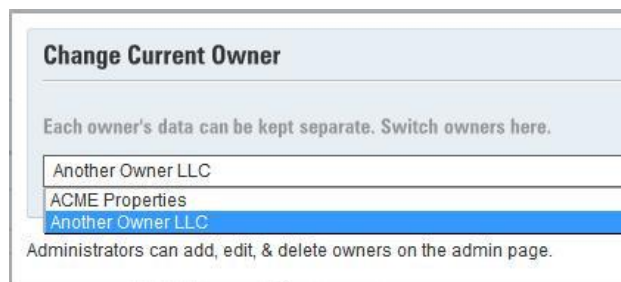 Change Current Owner
Each owner's data can be kept separate. Switch owners here.
Another Owner LLC
ACME Properties
Another Owner LLC
Administrators can add, edit, & delete owners on the admin page.